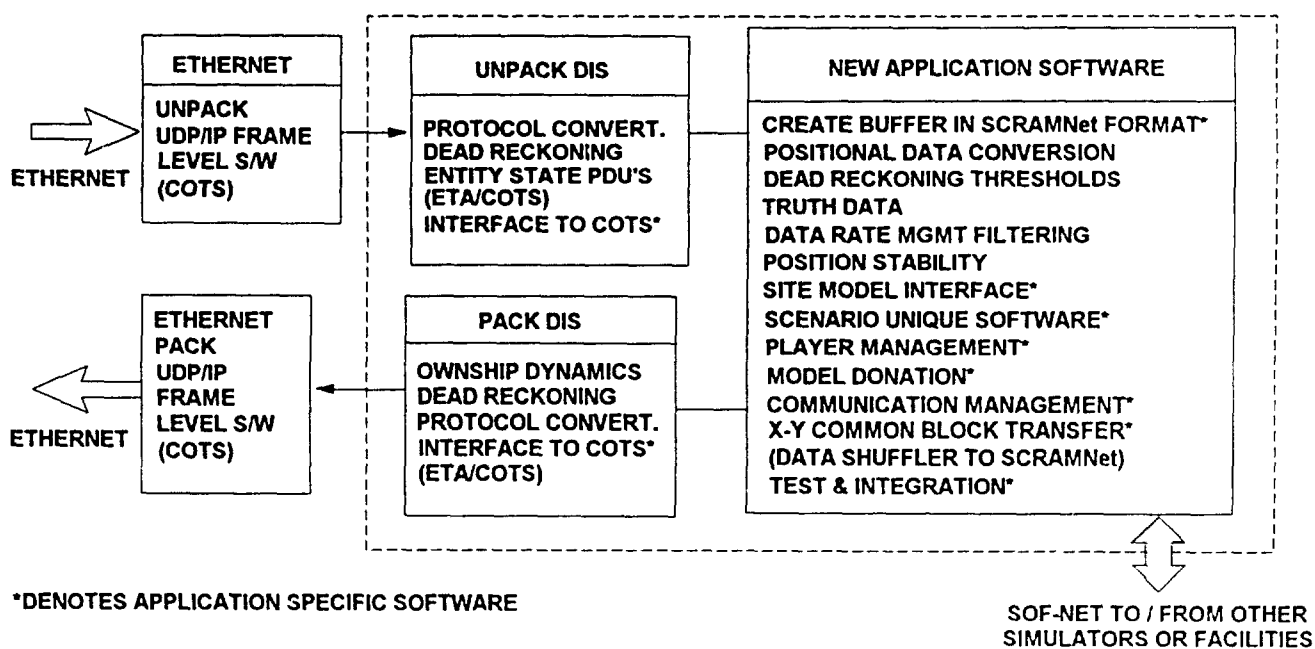 ETHERNET
UNPACK
UDP/IP FRAME
LEVEL S/W
(COTS)
ETHERNET
UNPACK DIS
PROTOCOL CONVERT.
DEAD RECKONING
ENTITY STATE PDU'S
(ETA/COTS)
INTERFACE TO COTS*
NEW APPLICATION SOFTWARE
CREATE BUFFER IN SCRAMNet FORMAT*
POSITIONAL DATA CONVERSION
DEAD RECKONING THRESHOLDS
TRUTH DATA
DATA RATE MGMT FILTERING
POSITION STABILITY
SITE MODEL INTERFACE*
SCENARIO UNIQUE SOFTWARE*
PLAYER MANAGEMENT*
MODEL DONATION*
COMMUNICATION MANAGEMENT*
X-Y COMMON BLOCK TRANSFER*
(DATA SHUFFLER TO SCRAMNet)
TEST & INTEGRATION*
ETHERNET
PACK
UDP/IP
FRAME
LEVEL S/W
(COTS)
ETHERNET
PACK DIS
OWNSHIP DYNAMICS
DEAD RECKONING
PROTOCOL CONVERT.
INTERFACE TO COTS*
(ETA/COTS)
*DENOTES APPLICATION SPECIFIC SOFTWARE
SOF-NET TO / FROM OTHER
SIMULATORS OR FACILITIES